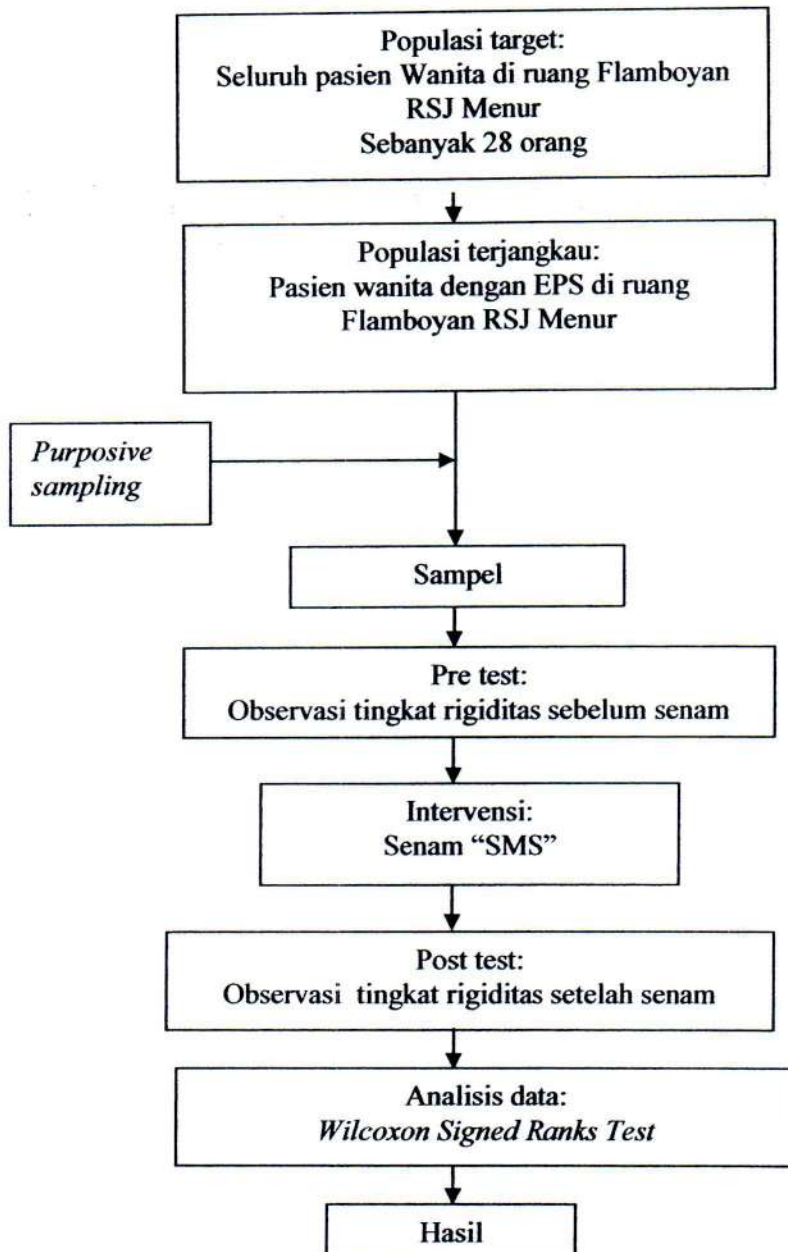 Populasi target:
Seluruh pasien Wanita di ruang Flamboyan
RSJ Menur
Sebanyak 28 orang
Populasi terjangkau:
Pasien wanita dengan EPS di ruang
Flamboyan RSJ Menur
Purposive
sampling
Sampel
Pre test:
Observasi tingkat rigiditas sebelum senam
Intervensi:
Senam “SMS”
Post test:
Observasi tingkat rigiditas setelah senam
Analisis data:
Wilcoxon Signed Ranks Test
Hasil